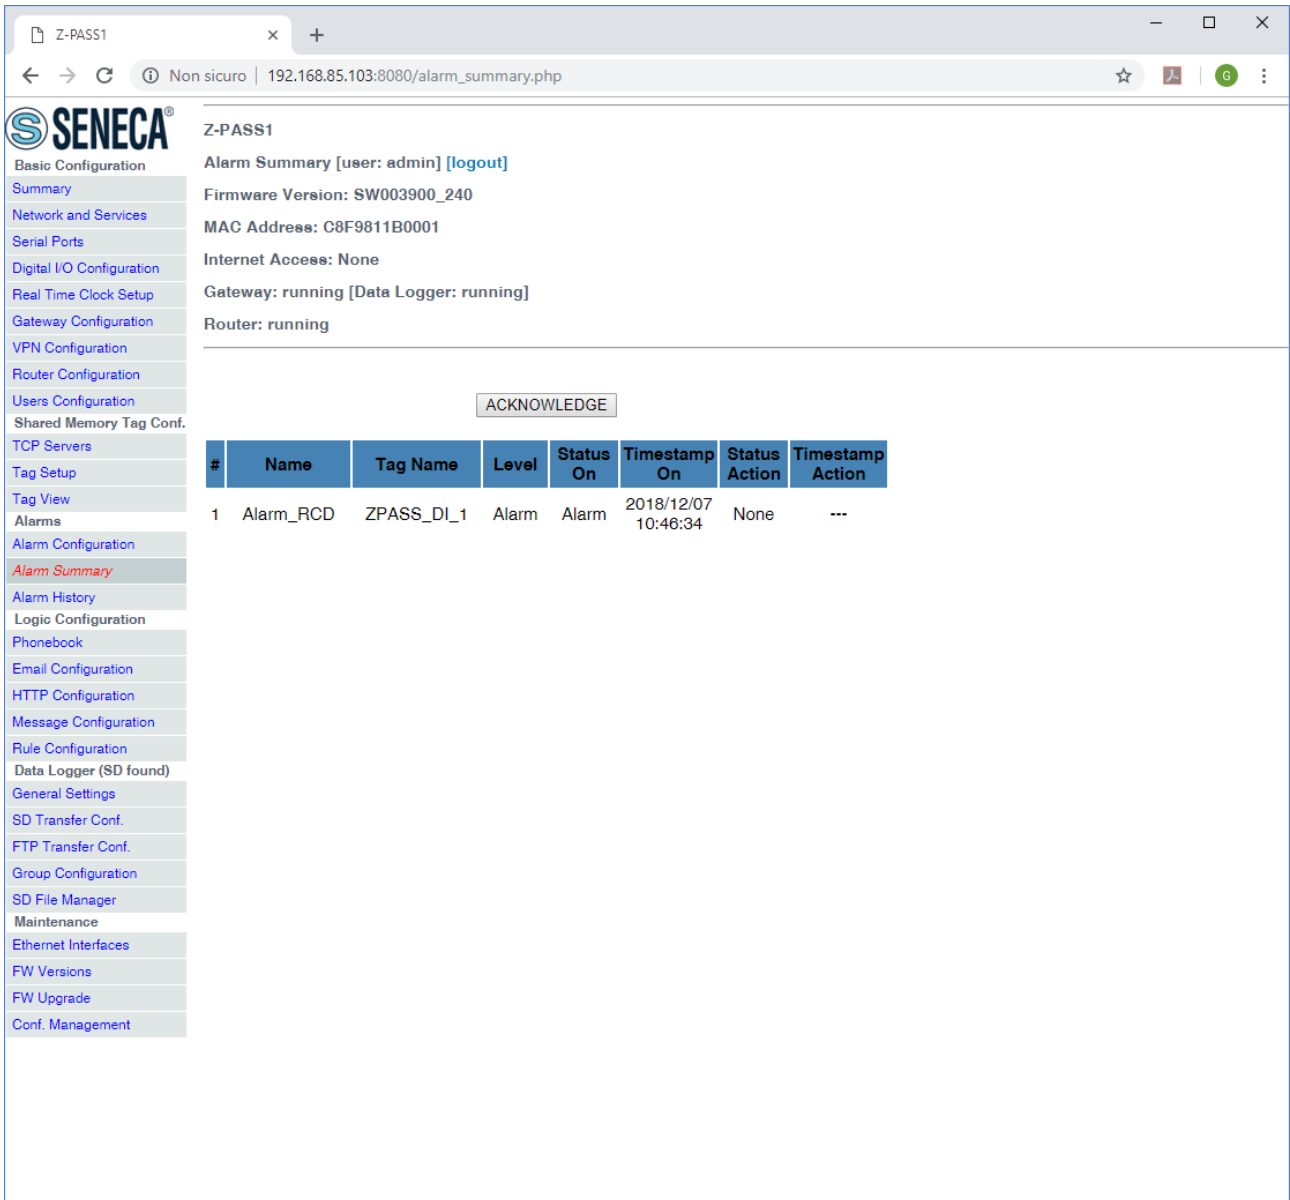 Z-PASS1
Non sicuro | 192.168.85.103:8080/alarm_summary.php
G
SENECA®
Basic Configuration
Summary
Network and Services
Serial Ports
Digital I/O Configuration
Real Time Clock Setup
Gateway Configuration
VPN Configuration
Router Configuration
Users Configuration
Shared Memory Tag Conf.
TCP Servers
Tag Setup
Tag View
Alarms
Alarm Configuration
Alarm Summary
Alarm History
Logic Configuration
Phonebook
Email Configuration
HTTP Configuration
Message Configuration
Rule Configuration
Data Logger (SD found)
General Settings
SD Transfer Conf.
FTP Transfer Conf.
Group Configuration
SD File Manager
Maintenance
Ethernet Interfaces
FW Versions
FW Upgrade
Conf. Management
Z-PASS1
Alarm Summary [user: admin] [logout]
Firmware Version: SW003900_240
MAC Address: C8F9811B0001
Internet Access: None
Gateway: running [Data Logger: running]
Router: running
ACKNOWLEDGE
# Name Tag Name Level Status On Timestamp On Status Action Timestamp Action
1 Alarm_RCD ZPASS_DI_1 Alarm Alarm 2018/12/07 10:46:34 None ---